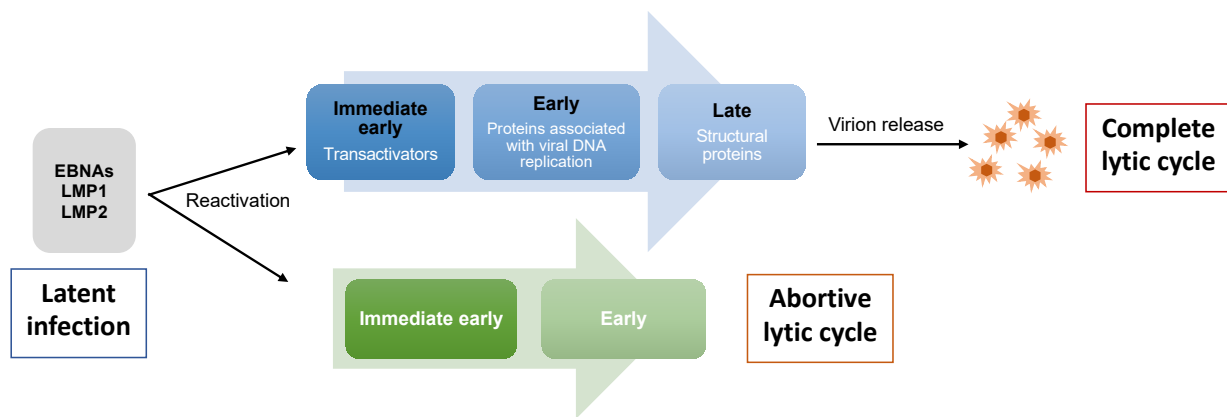 EBNAs
LMP1
LMP2
Latent
infection
Reactivation
Immediate
early
Transactivators
Early
Proteins associated
with viral DNA
replication
Late
Structural
proteins
Virion release
Complete
lytic cycle
Immediate early
Early
Abortive
lytic cycle